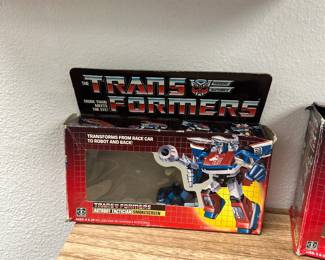 THE
TRANS
FORMERS
MORE THAN
MEETS
THE EYE!
TRANSFORMS FROM RACE CAR
TO ROBOT AND BACK!
TRANSFORMERS
AUTOBOT TACTICIAN: SMOKESCREEN